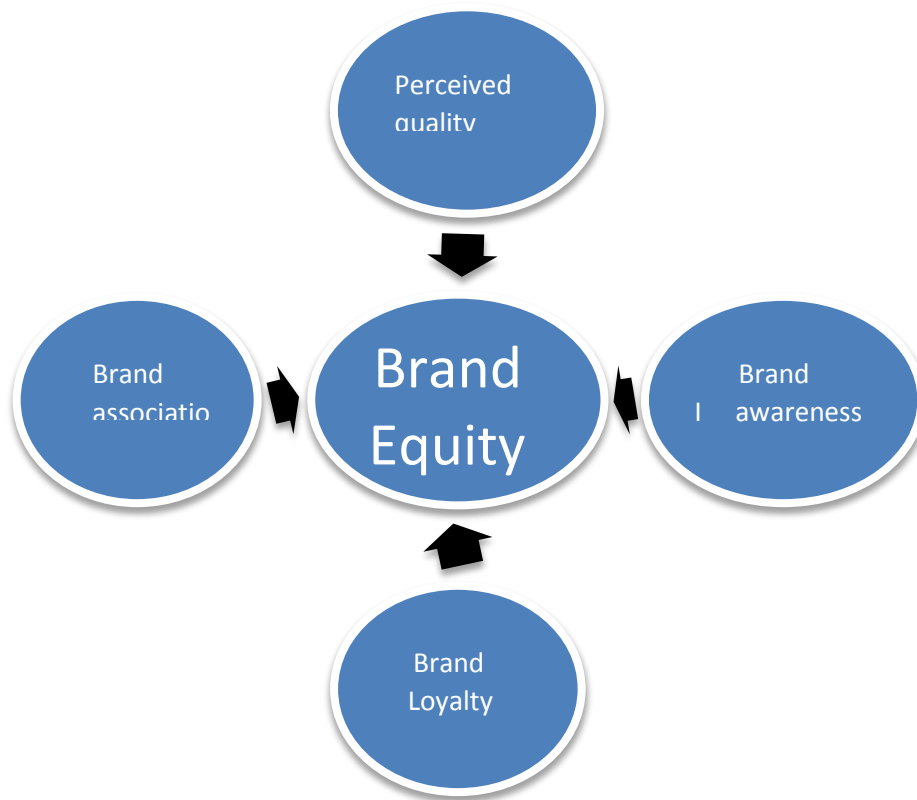 Perceived
quality
Brand
associatio
Brand
Equity
Brand
I awareness
Brand
Loyalty